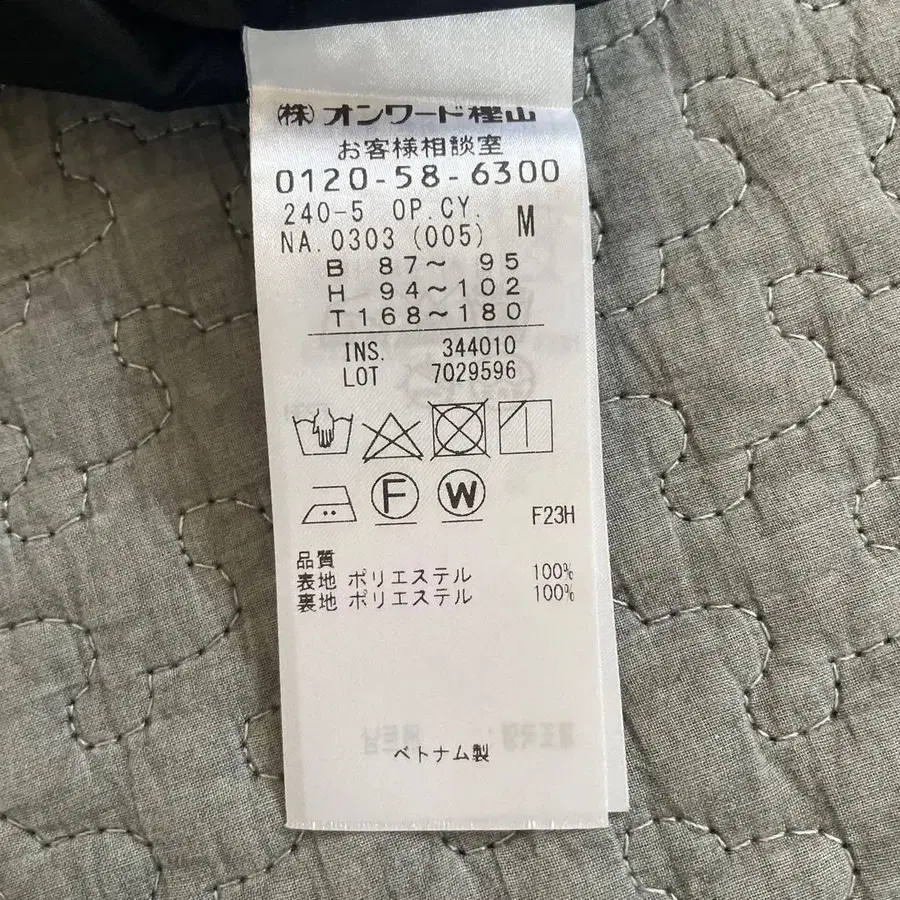 ㈱オンワード樫山
お客様相談室
0120-58-6300
240-5 OP.CY. M
NA.0303 (005)
B 87〜 95
H 94〜102
T168〜180
INS. 344010
LOT 7029596
F W
F23H
品質
表地 ポリエステル 100%
裏地 ポリエステル 100%
ベトナム製